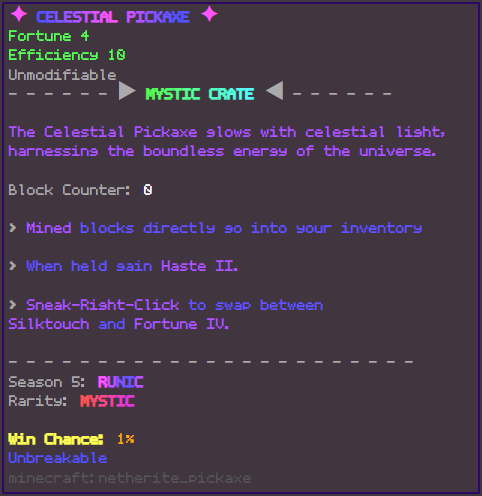 ✦ CELESTIAL PICKAXE ✦
Fortune 4
Efficiency 10
Unmodifiable
- - - - - - ▶ MYSTIC CRATE ◀ - - - - - -
The Celestial Pickaxe glows with celestial light,
harnessing the boundless energy of the universe.
Block Counter: 0
> Mined blocks directly go into your inventory
> When held gain Haste II.
> Sneak-Right-Click to swap between
Silktouch and Fortune IV.
- - - - - - - - - - - - - - - - - - - - - - -
Season 5: RUNIC
Rarity: MYSTIC
Win Chance: 1%
Unbreakable
minecraft:netherite_pickaxe